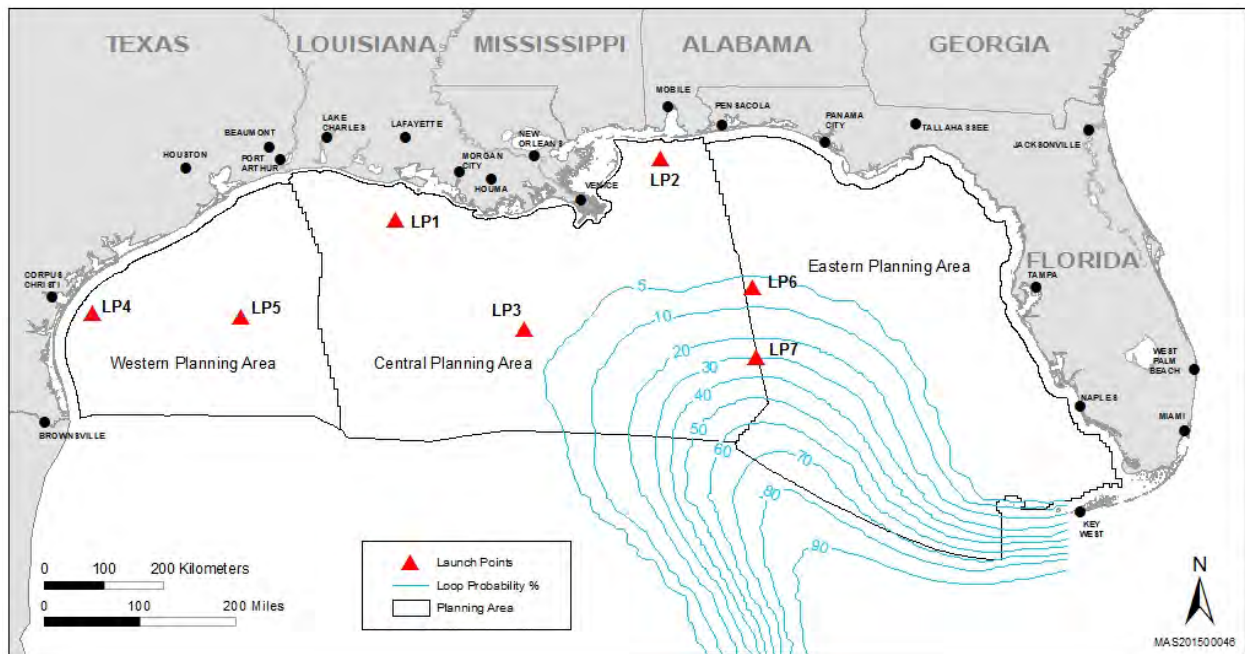 TEXAS
LOUISIANA
MISSISSIPPI
ALABAMA
GEORGIA
MOBILE
PENSACOLA
PANAMA
CITY
TALLAHASSEE
JACKSONVILLE
LAKE
CHARLES
LAFAYETTE
BEAUMONT
PORT
ARTHUR
HOUSTON
MORGAN
CITY
NEW
ORLEANS
HOUMA
VENICE
LP2
LP1
FLORIDA
TAMPA
Eastern Planning Area
CORPUS
CHRISTI
LP4
LP5
LP3
LP6
LP7
5
10
20
30
40
50
60
70
80
90
Western Planning Area
Central Planning Area
WEST
PALM
BEACH
NAPLES
MIAMI
BROWNSVILLE
KEY
WEST
0 100 200 Kilometers
0 100 200 Miles
Launch Points
Loop Probability %
Planning Area
N
MAS201500046